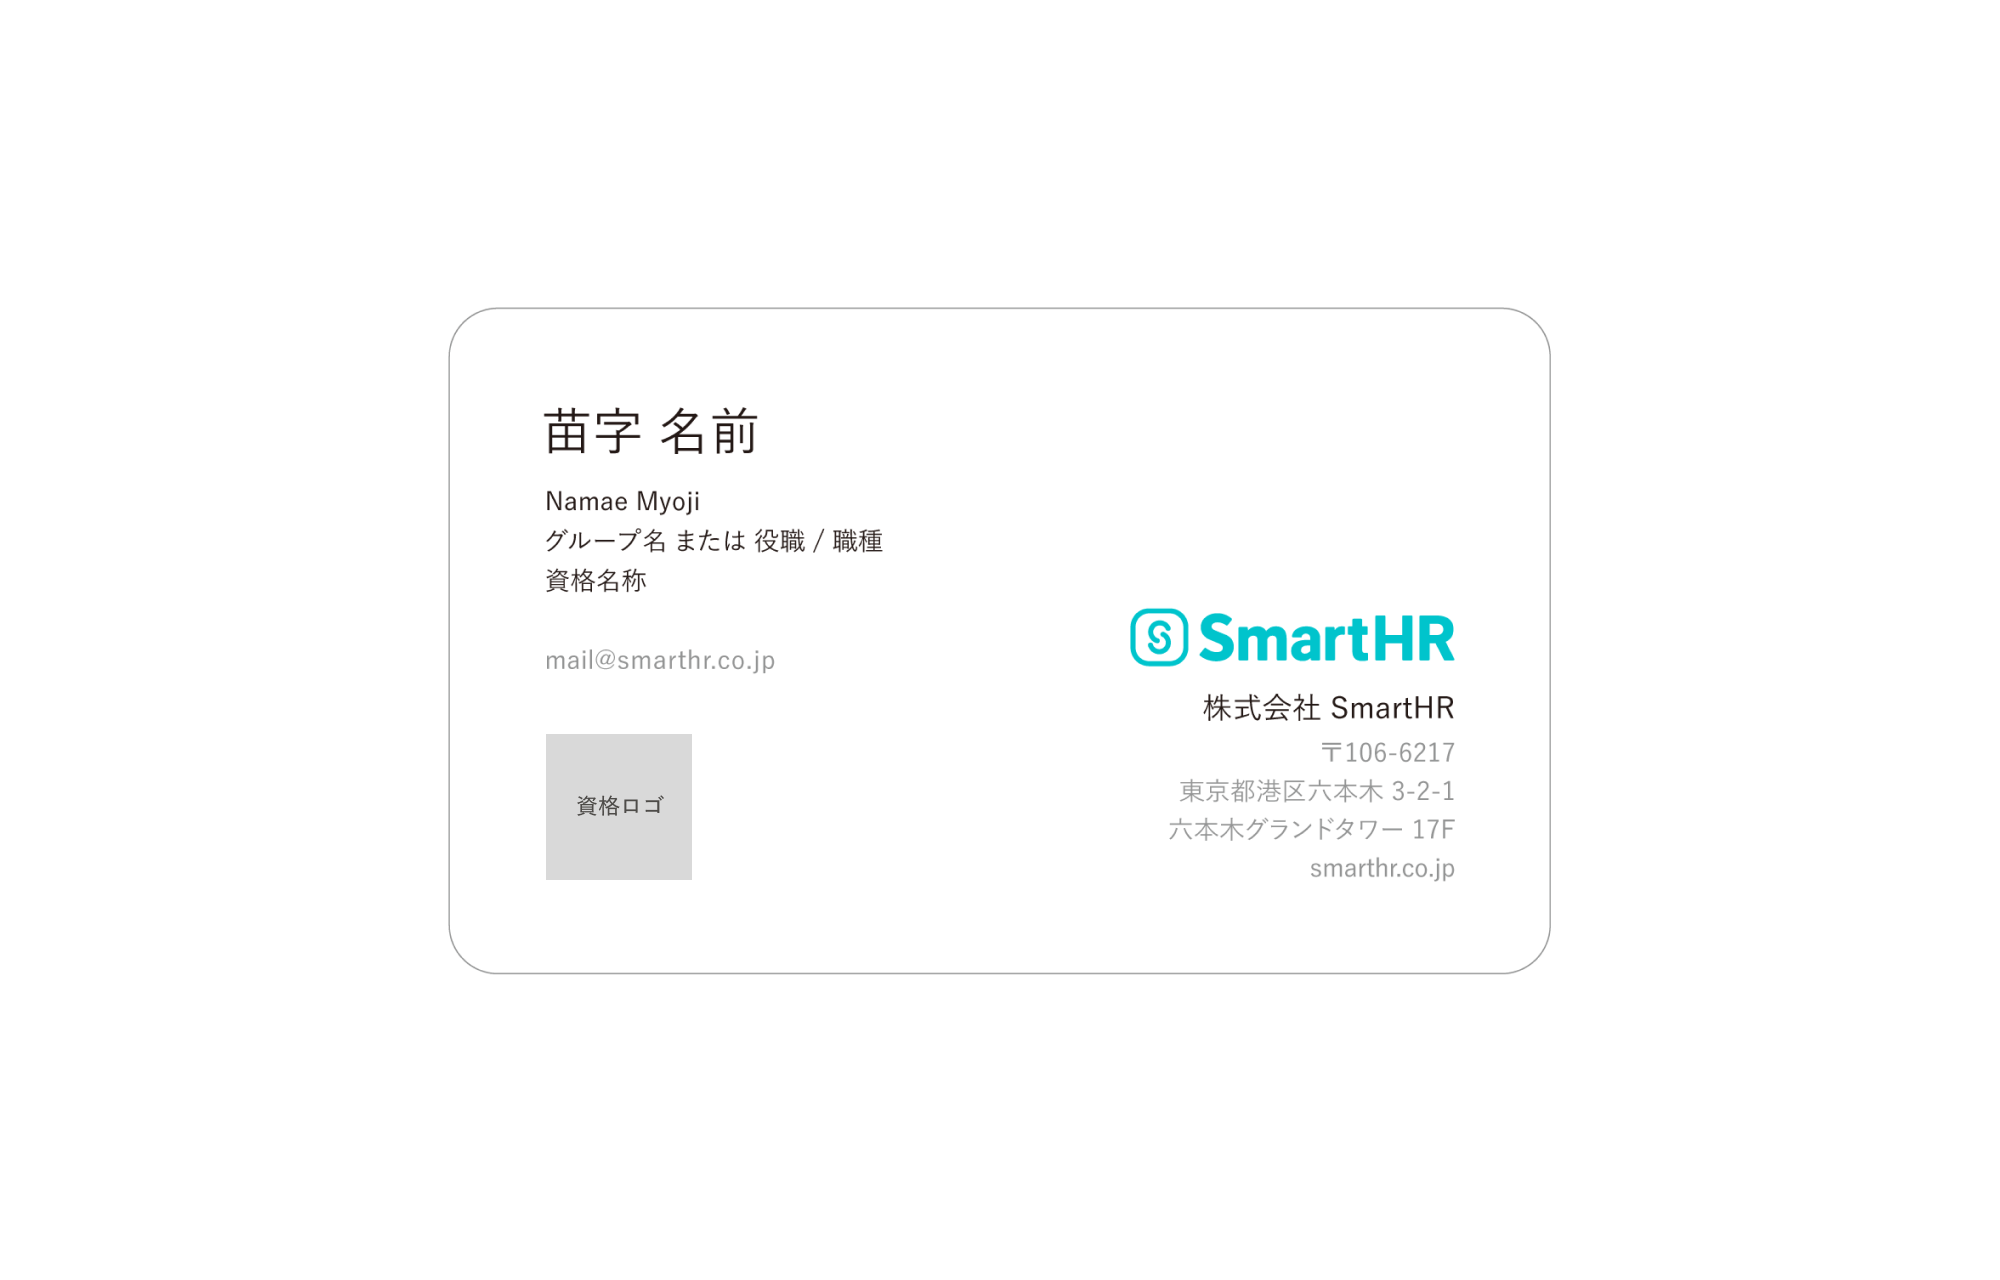 苗字 名前
Namae Myoji
グループ名 または 役職 / 職種
資格名称
mail@smarthr.co.jp
資格ロゴ
SmartHR
株式会社 SmartHR
〒106-6217
東京都港区六本木 3-2-1
六本木グランドタワー 17F
smarthr.co.jp